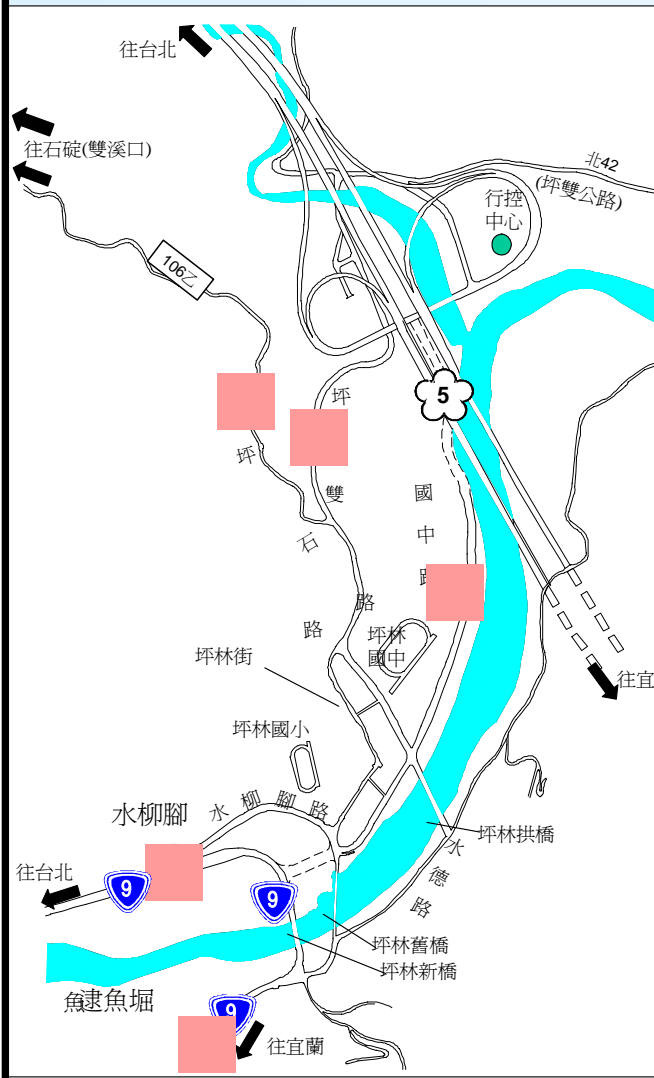 往台北
往石碇(雙溪口)
北42
(坪雙公路)
行控
中心
106乙
5
坪
雙
路
坪
石
路
國
中
路
坪林
國中
坪林街
往宜
坪林國小
水柳腳
水柳腳路
坪林拱橋
水
德
路
往台北
9
9
坪林舊橋
坪林新橋
魚逮魚堀
9
往宜蘭